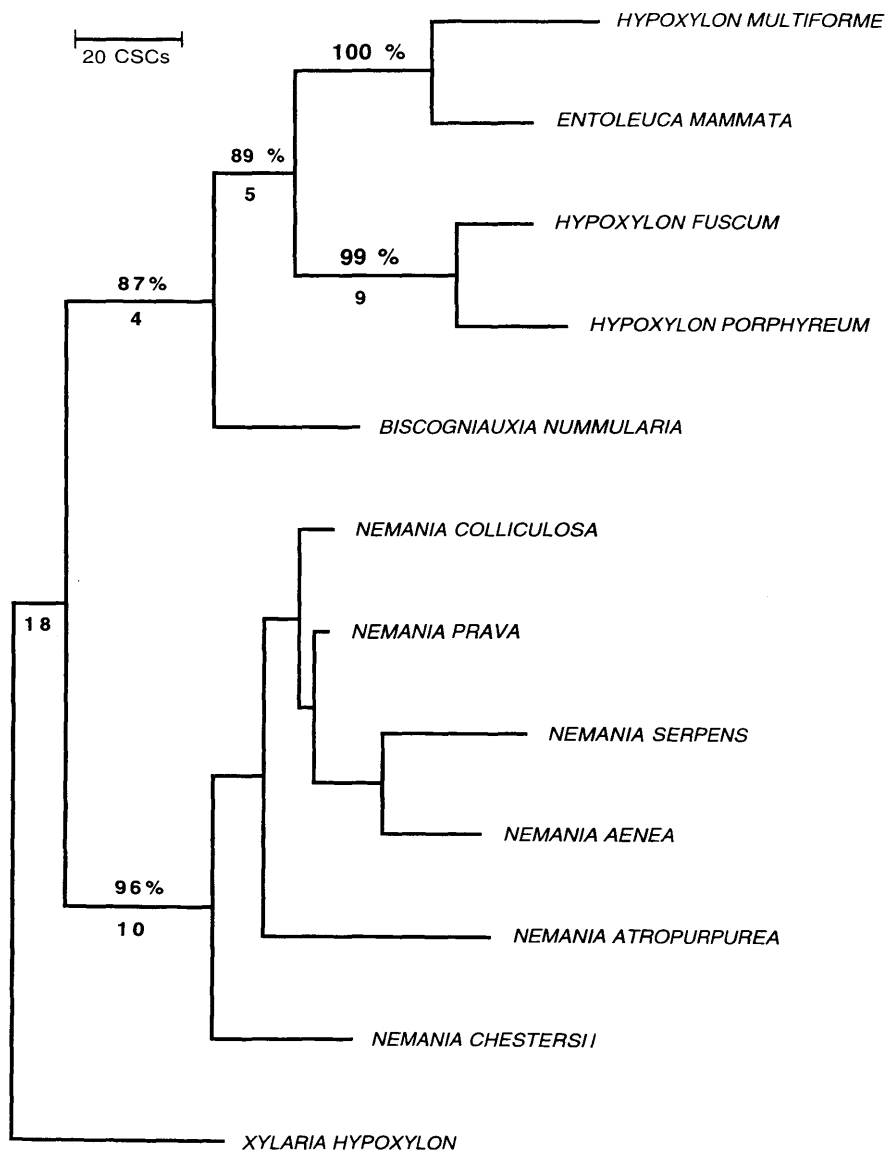 HYPOXYLON MULTIFORME
20 CSCs
100 %
ENTOLEUCA MAMMATA
89 %
5
HYPOXYLON FUSCUM
99 %
9
87%
4
HYPOXYLON PORPHYREUM
BISCOGNIAUXIA NUMMULARIA
NEMANIA COLLICULOSA
18
NEMANIA PRAVA
NEMANIA SERPENS
NEMANIA AENEA
96%
10
NEMANIA ATROPURPUREA
NEMANIA CHESTERSII
XYLARIA HYPOXYLON